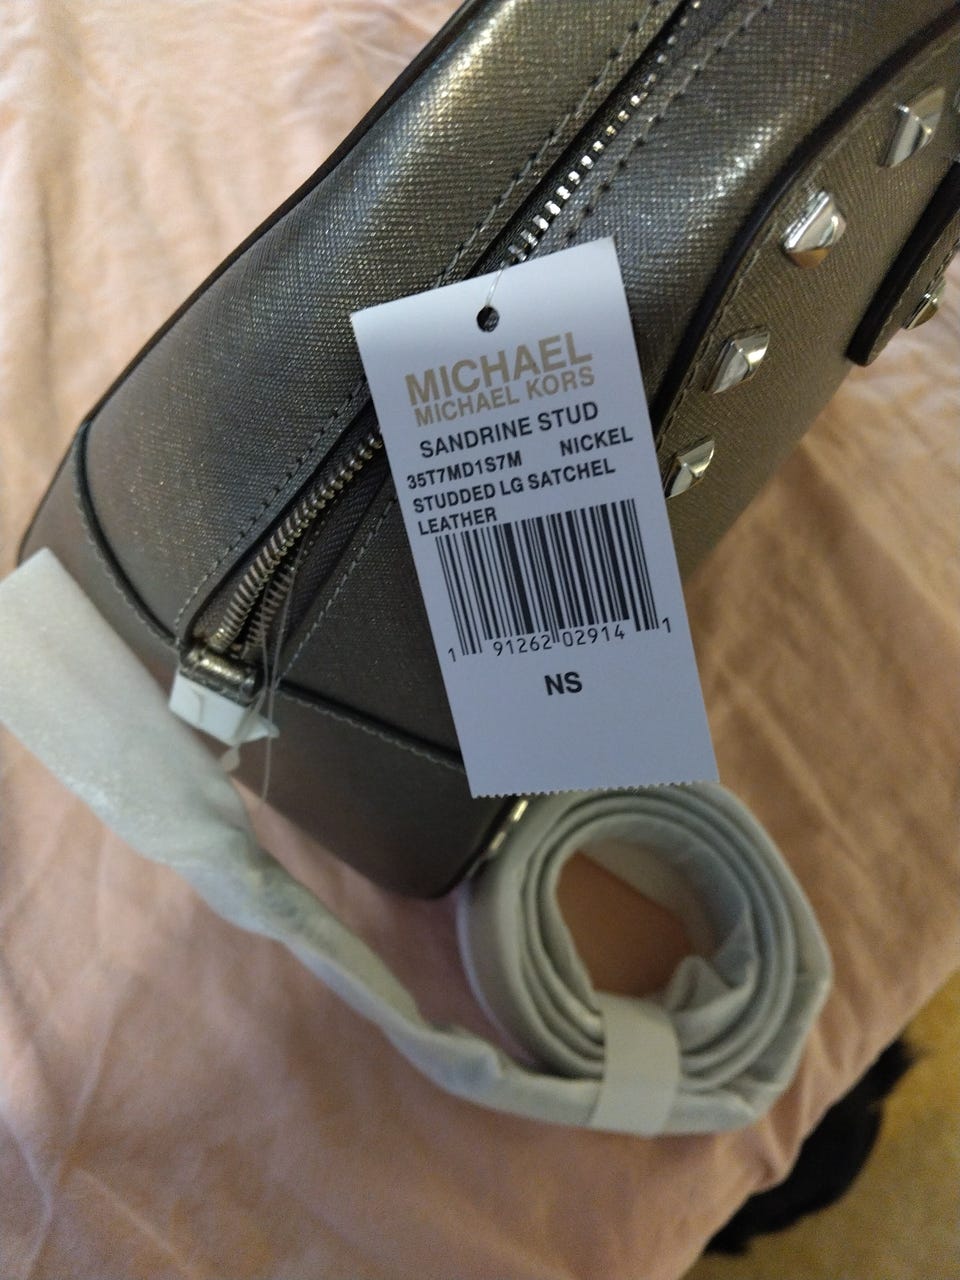 MICHAEL
MICHAEL KORS
SANDRINE STUD
35T7MD1S7M NICKEL
STUDDED LG SATCHEL
LEATHER
1 91262 02914 1
NS